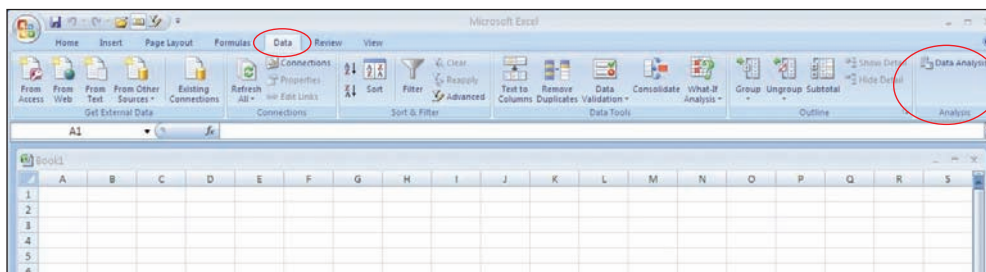 Microsoft Excel
Home Insert Page Layout Formulas Data Review View
From Access
From Web
From Text
From Other Sources
Existing Connections
Get External Data
Refresh All
Connections
Properties
Edit Links
Connections
Sort
Filter
Clear
Reapply
Advanced
Sort & Filter
Text to Columns
Remove Duplicates
Data Validation
Consolidate
What-If Analysis
Data Tools
Group
Ungroup
Subtotal
Show Detail
Hide Detail
Outline
Data Analysis
Analysis
A1 fx
Book1
A B C D E F G H I J K L M N O P Q R S
1
2
3
4
5
6